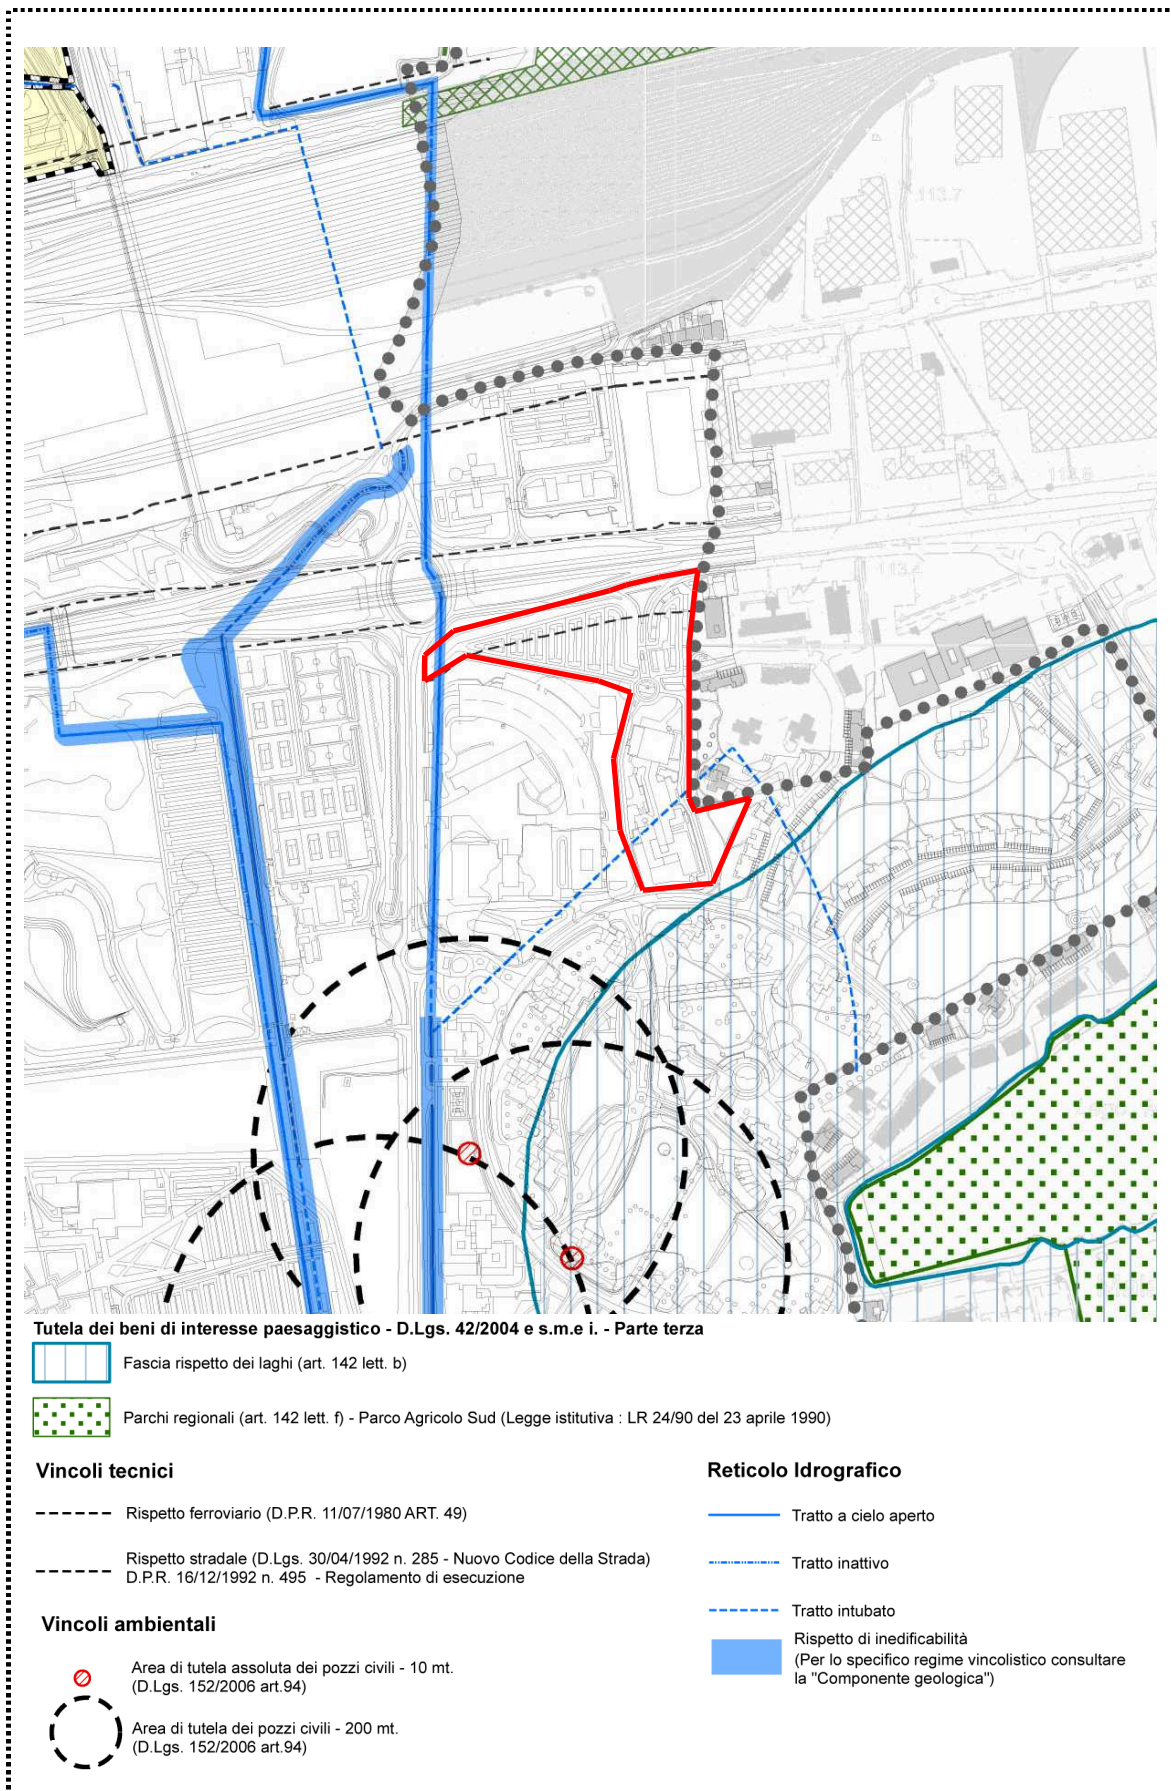 113.7
Tutela dei beni di interesse paesaggistico - D.Lgs. 42/2004 e s.m.e i. - Parte terza
Fascia rispetto dei laghi (art. 142 lett. b)
Parchi regionali (art. 142 lett. f) - Parco Agricolo Sud (Legge istitutiva : LR 24/90 del 23 aprile 1990)
Vincoli tecnici
Rispetto ferroviario (D.P.R. 11/07/1980 ART. 49)
Rispetto stradale (D.Lgs. 30/04/1992 n. 285 - Nuovo Codice della Strada)
D.P.R. 16/12/1992 n. 495 - Regolamento di esecuzione
Vincoli ambientali
Area di tutela assoluta dei pozzi civili - 10 mt.
(D.Lgs. 152/2006 art.94)
Area di tutela dei pozzi civili - 200 mt.
(D.Lgs. 152/2006 art.94)
Reticolo Idrografico
Tratto a cielo aperto
Tratto inattivo
Tratto intubato
Rispetto di inedificabilità
(Per lo specifico regime vincolistico consultare
la "Componente geologica")